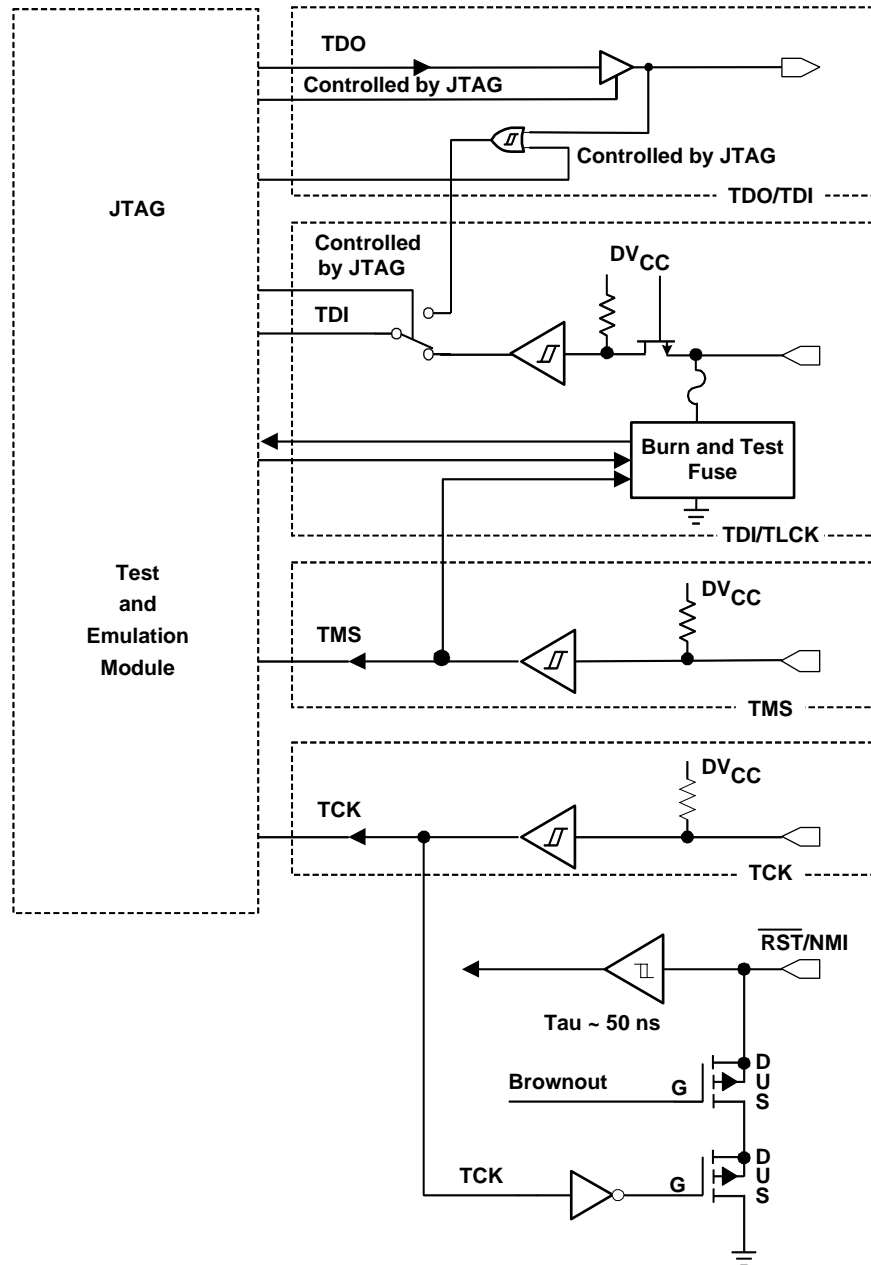 TDO
Controlled by JTAG
Controlled by JTAG
TDO/TDI
JTAG
Controlled
by JTAG
TDI
DVCC
Burn and Test
Fuse
TDI/TLCK
Test
and
Emulation
Module
TMS
DVCC
TMS
TCK
DVCC
TCK
RST/NMI
Tau ~ 50 ns
Brownout
G
D
U
S
TCK
G
D
U
S